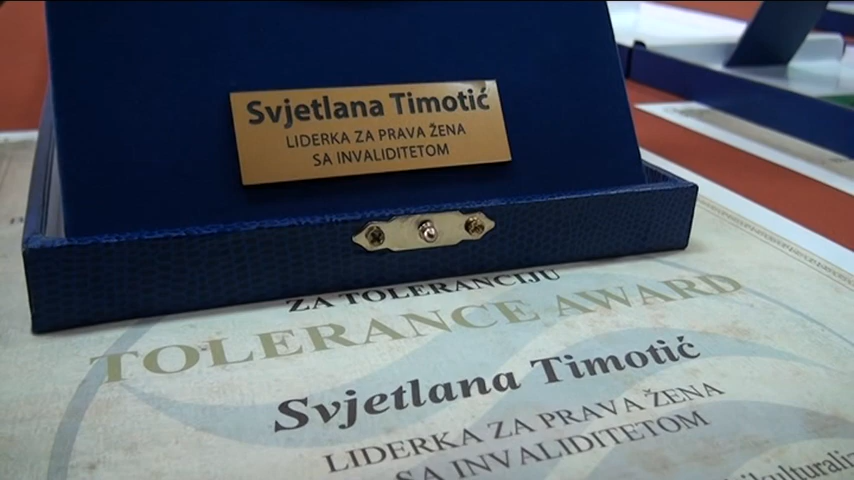 Svjetlana Timotić
LIDERKA ZA PRAVA ŽENA
SA INVALIDITETOM
ZA TOLERANCIJU
TOLERANCE AWARD
Svjetlana Timotić
LIDERKA ZA PRAVA ŽENA
SA INVALIDITETOM